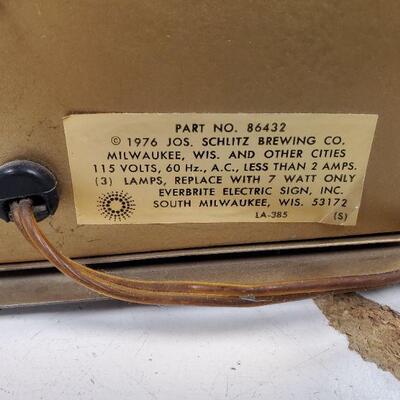 PART NO. 86432
© 1976 JOS. SCHLITZ BREWING CO.
MILWAUKEE, WIS. AND OTHER CITIES
115 VOLTS, 60 Hz., A.C., LESS THAN 2 AMPS.
(3) LAMPS, REPLACE WITH 7 WATT ONLY
EVERBRITE ELECTRIC SIGN, INC.
SOUTH MILWAUKEE, WIS. 53172
LA-385 (S)